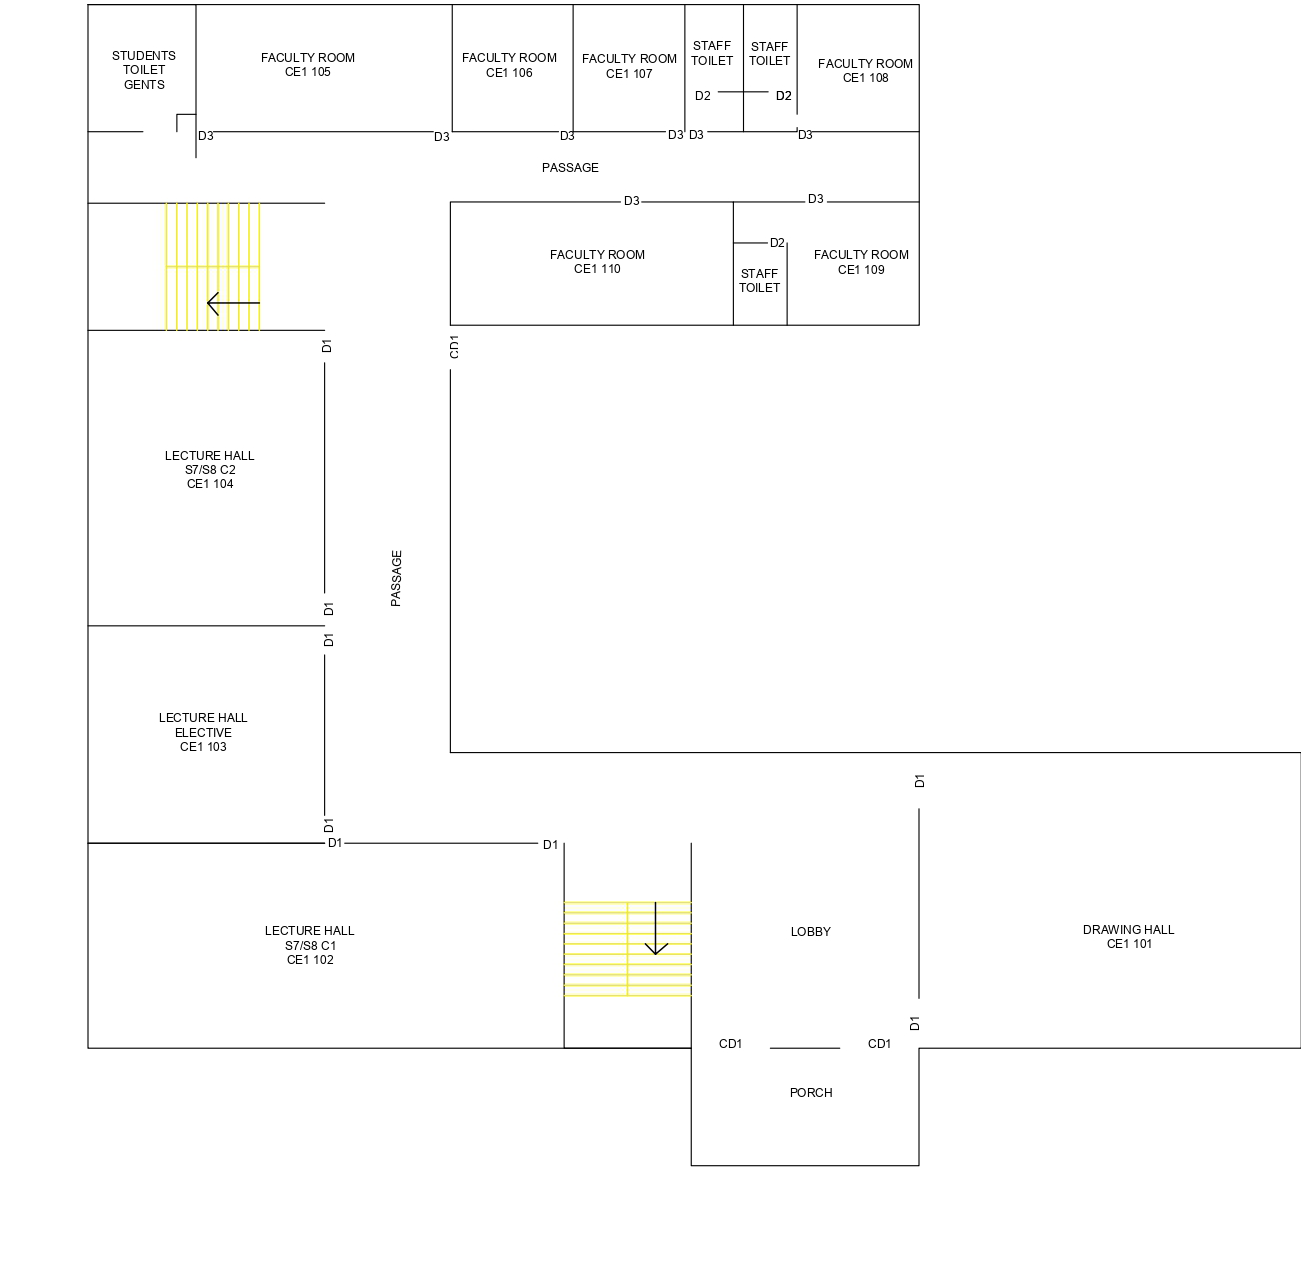 STUDENTS
TOILET
GENTS
FACULTY ROOM
CE1 105
FACULTY ROOM
CE1 106
FACULTY ROOM
CE1 107
STAFF
TOILET
STAFF
TOILET
FACULTY ROOM
CE1 108
D2
D2
D3
D3
D3
D3
D3
D3
PASSAGE
D3
D3
FACULTY ROOM
CE1 110
D2
STAFF
TOILET
FACULTY ROOM
CE1 109
D1
CD1
LECTURE HALL
S7/S8 C2
CE1 104
PASSAGE
D1
D1
LECTURE HALL
ELECTIVE
CE1 103
D1
D1
D1
D1
LECTURE HALL
S7/S8 C1
CE1 102
LOBBY
DRAWING HALL
CE1 101
D1
CD1
CD1
PORCH